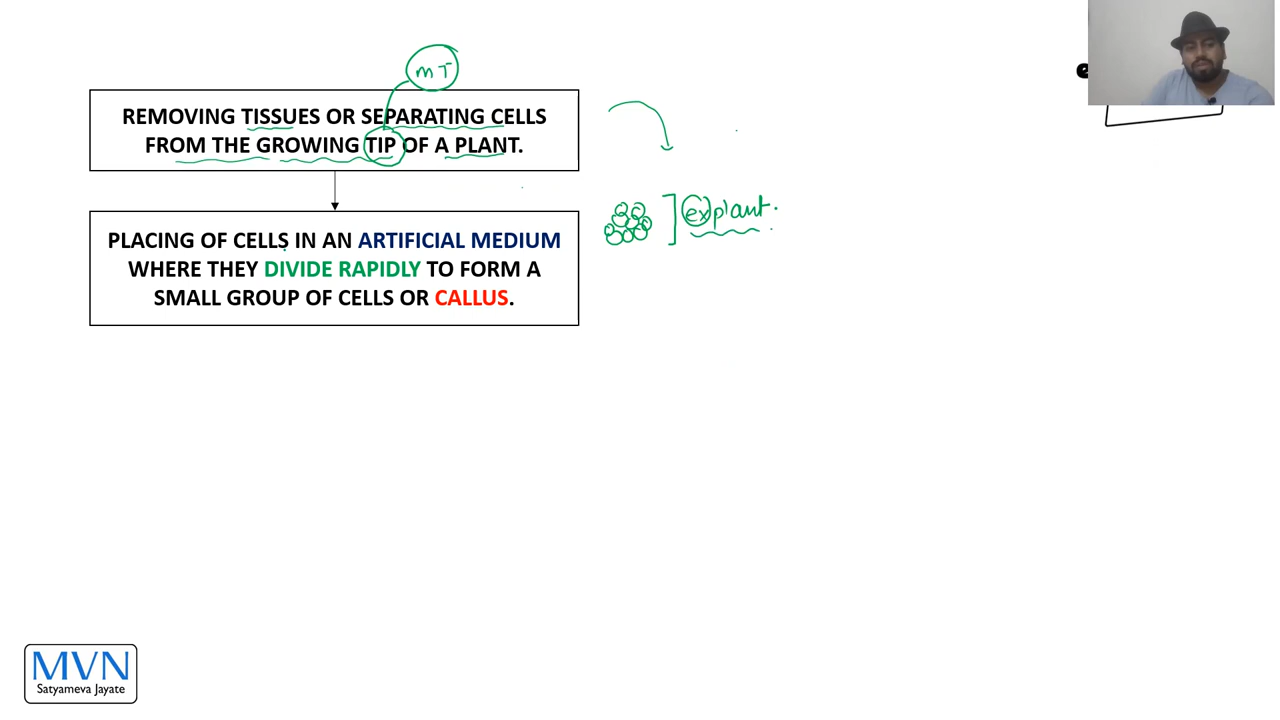 mT
REMOVING TISSUES OR SEPARATING CELLS
FROM THE GROWING TIP OF A PLANT.
explant.
PLACING OF CELLS IN AN ARTIFICIAL MEDIUM
WHERE THEY DIVIDE RAPIDLY TO FORM A
SMALL GROUP OF CELLS OR CALLUS.
MVN
Satyameva Jayate